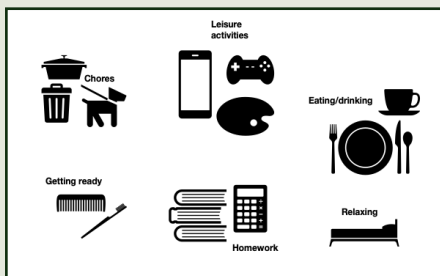 Leisure
activities
Chores
Eating/drinking
Getting ready
Relaxing
Homework